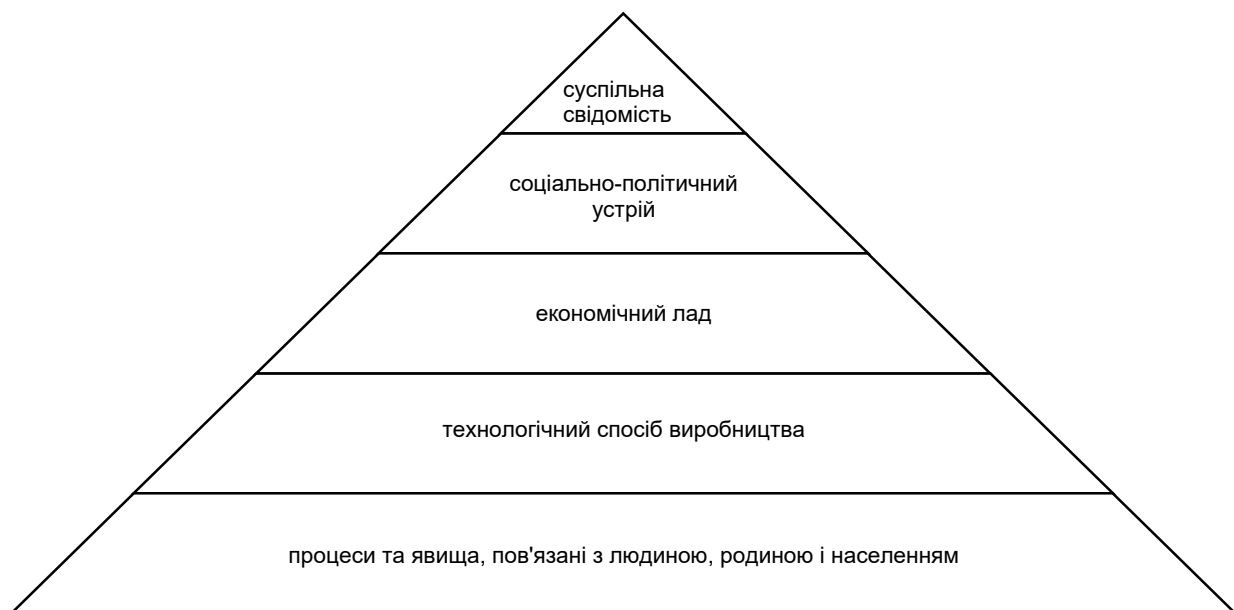 суспільна
свідомість
соціально-політичний
устрій
економічний лад
технологічний спосіб виробництва
процеси та явища, пов'язані з людиною, родиною і населенням